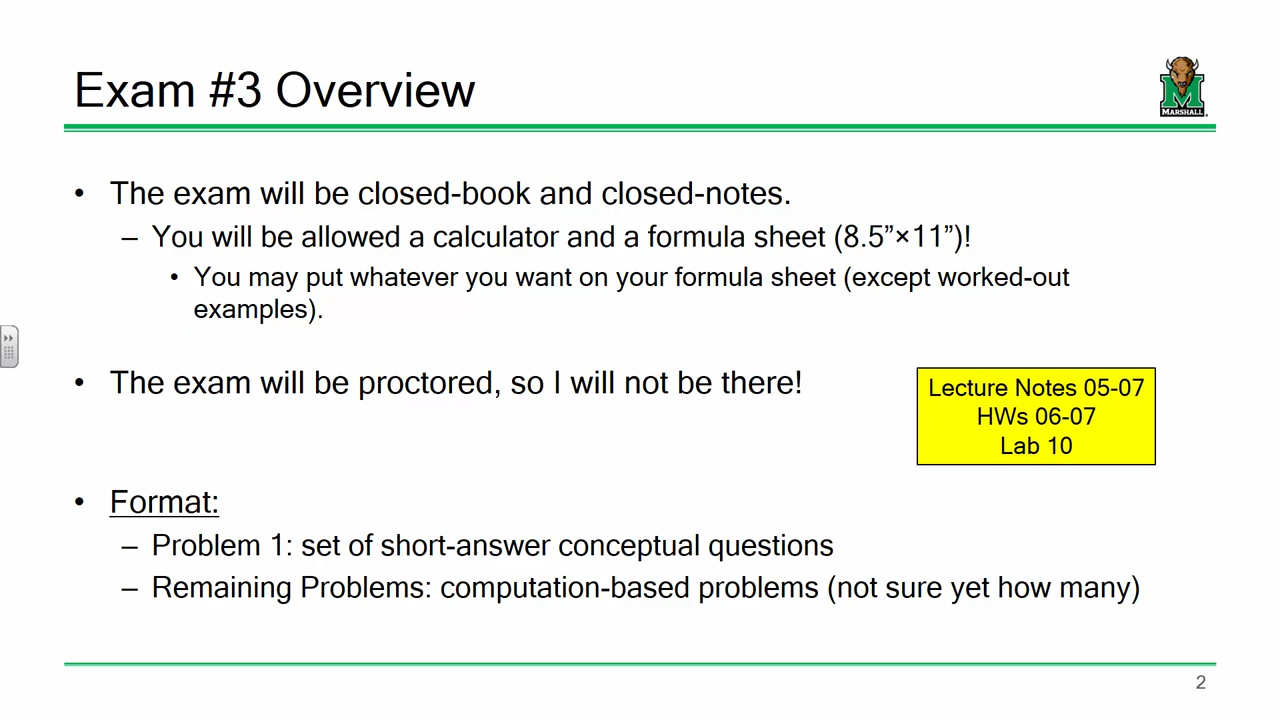 Exam #3 Overview
MARSHALL
• The exam will be closed-book and closed-notes.
– You will be allowed a calculator and a formula sheet (8.5”×11”)!
• You may put whatever you want on your formula sheet (except worked-out
examples).
• The exam will be proctored, so I will not be there!
Lecture Notes 05-07
HWs 06-07
Lab 10
• Format:
– Problem 1: set of short-answer conceptual questions
– Remaining Problems: computation-based problems (not sure yet how many)
2